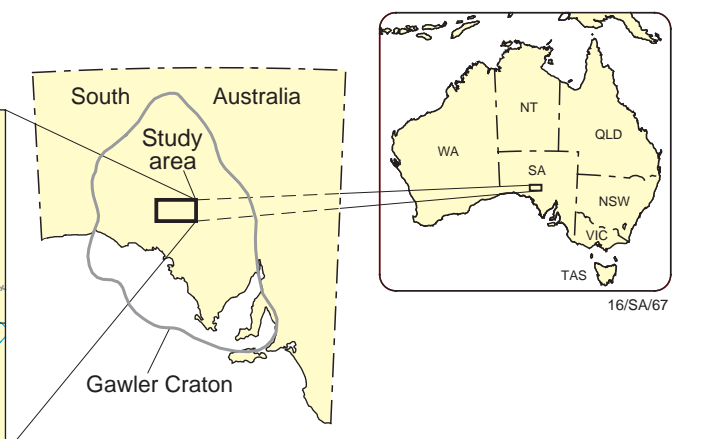 South Australia
Study
area
Gawler Craton
NT
QLD
WA
SA
NSW
VIC
TAS
16/SA/67